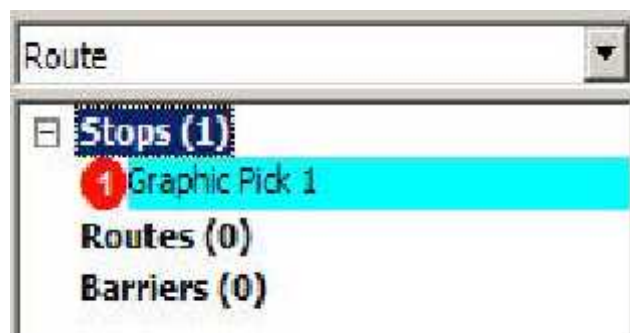 Route
Stops (1)
1 Graphic Pick 1
Routes (0)
Barriers (0)